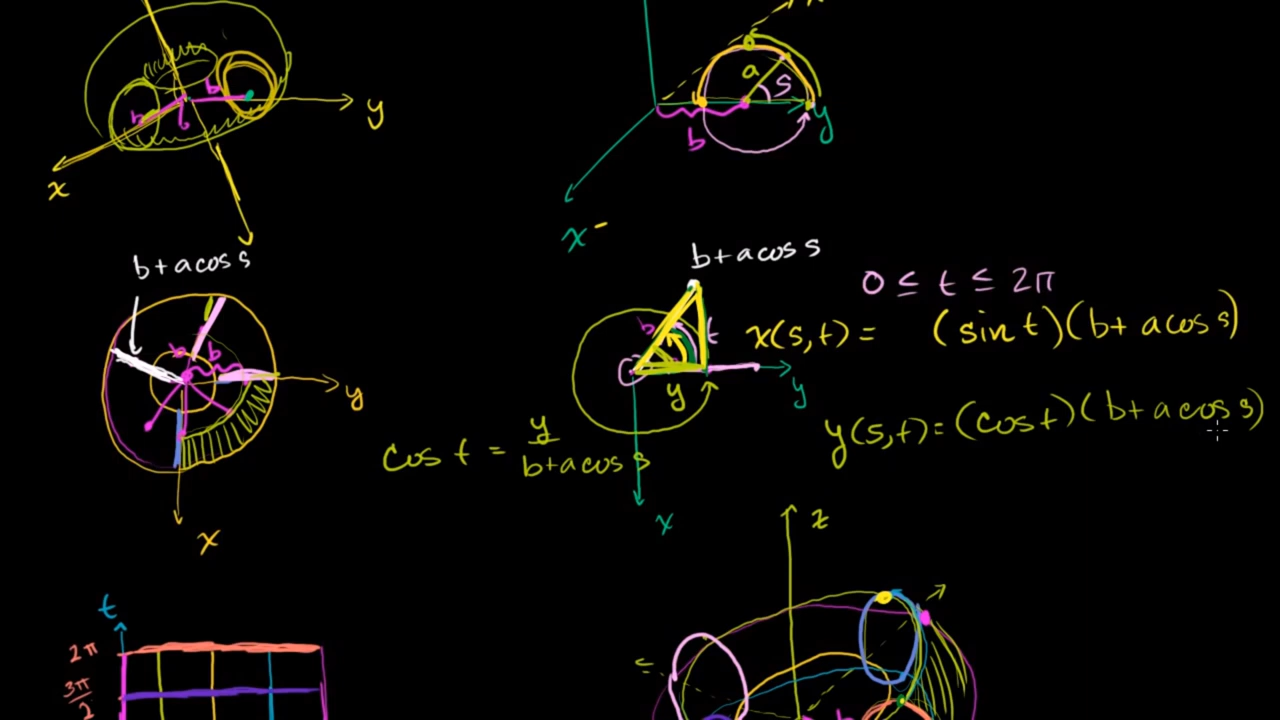 b
b
y
x
a
s
b
y
x
b+acos s
b
b
y
x
b+acos s
b
t
y
y
x
0 ≤ t ≤ 2π
x(s,t) = (sin t)(b+ acos s)
y(s,t)=(cos t)(b+ acos s)
cos t = y / b+acos s
z
t
2π
3π/2
b